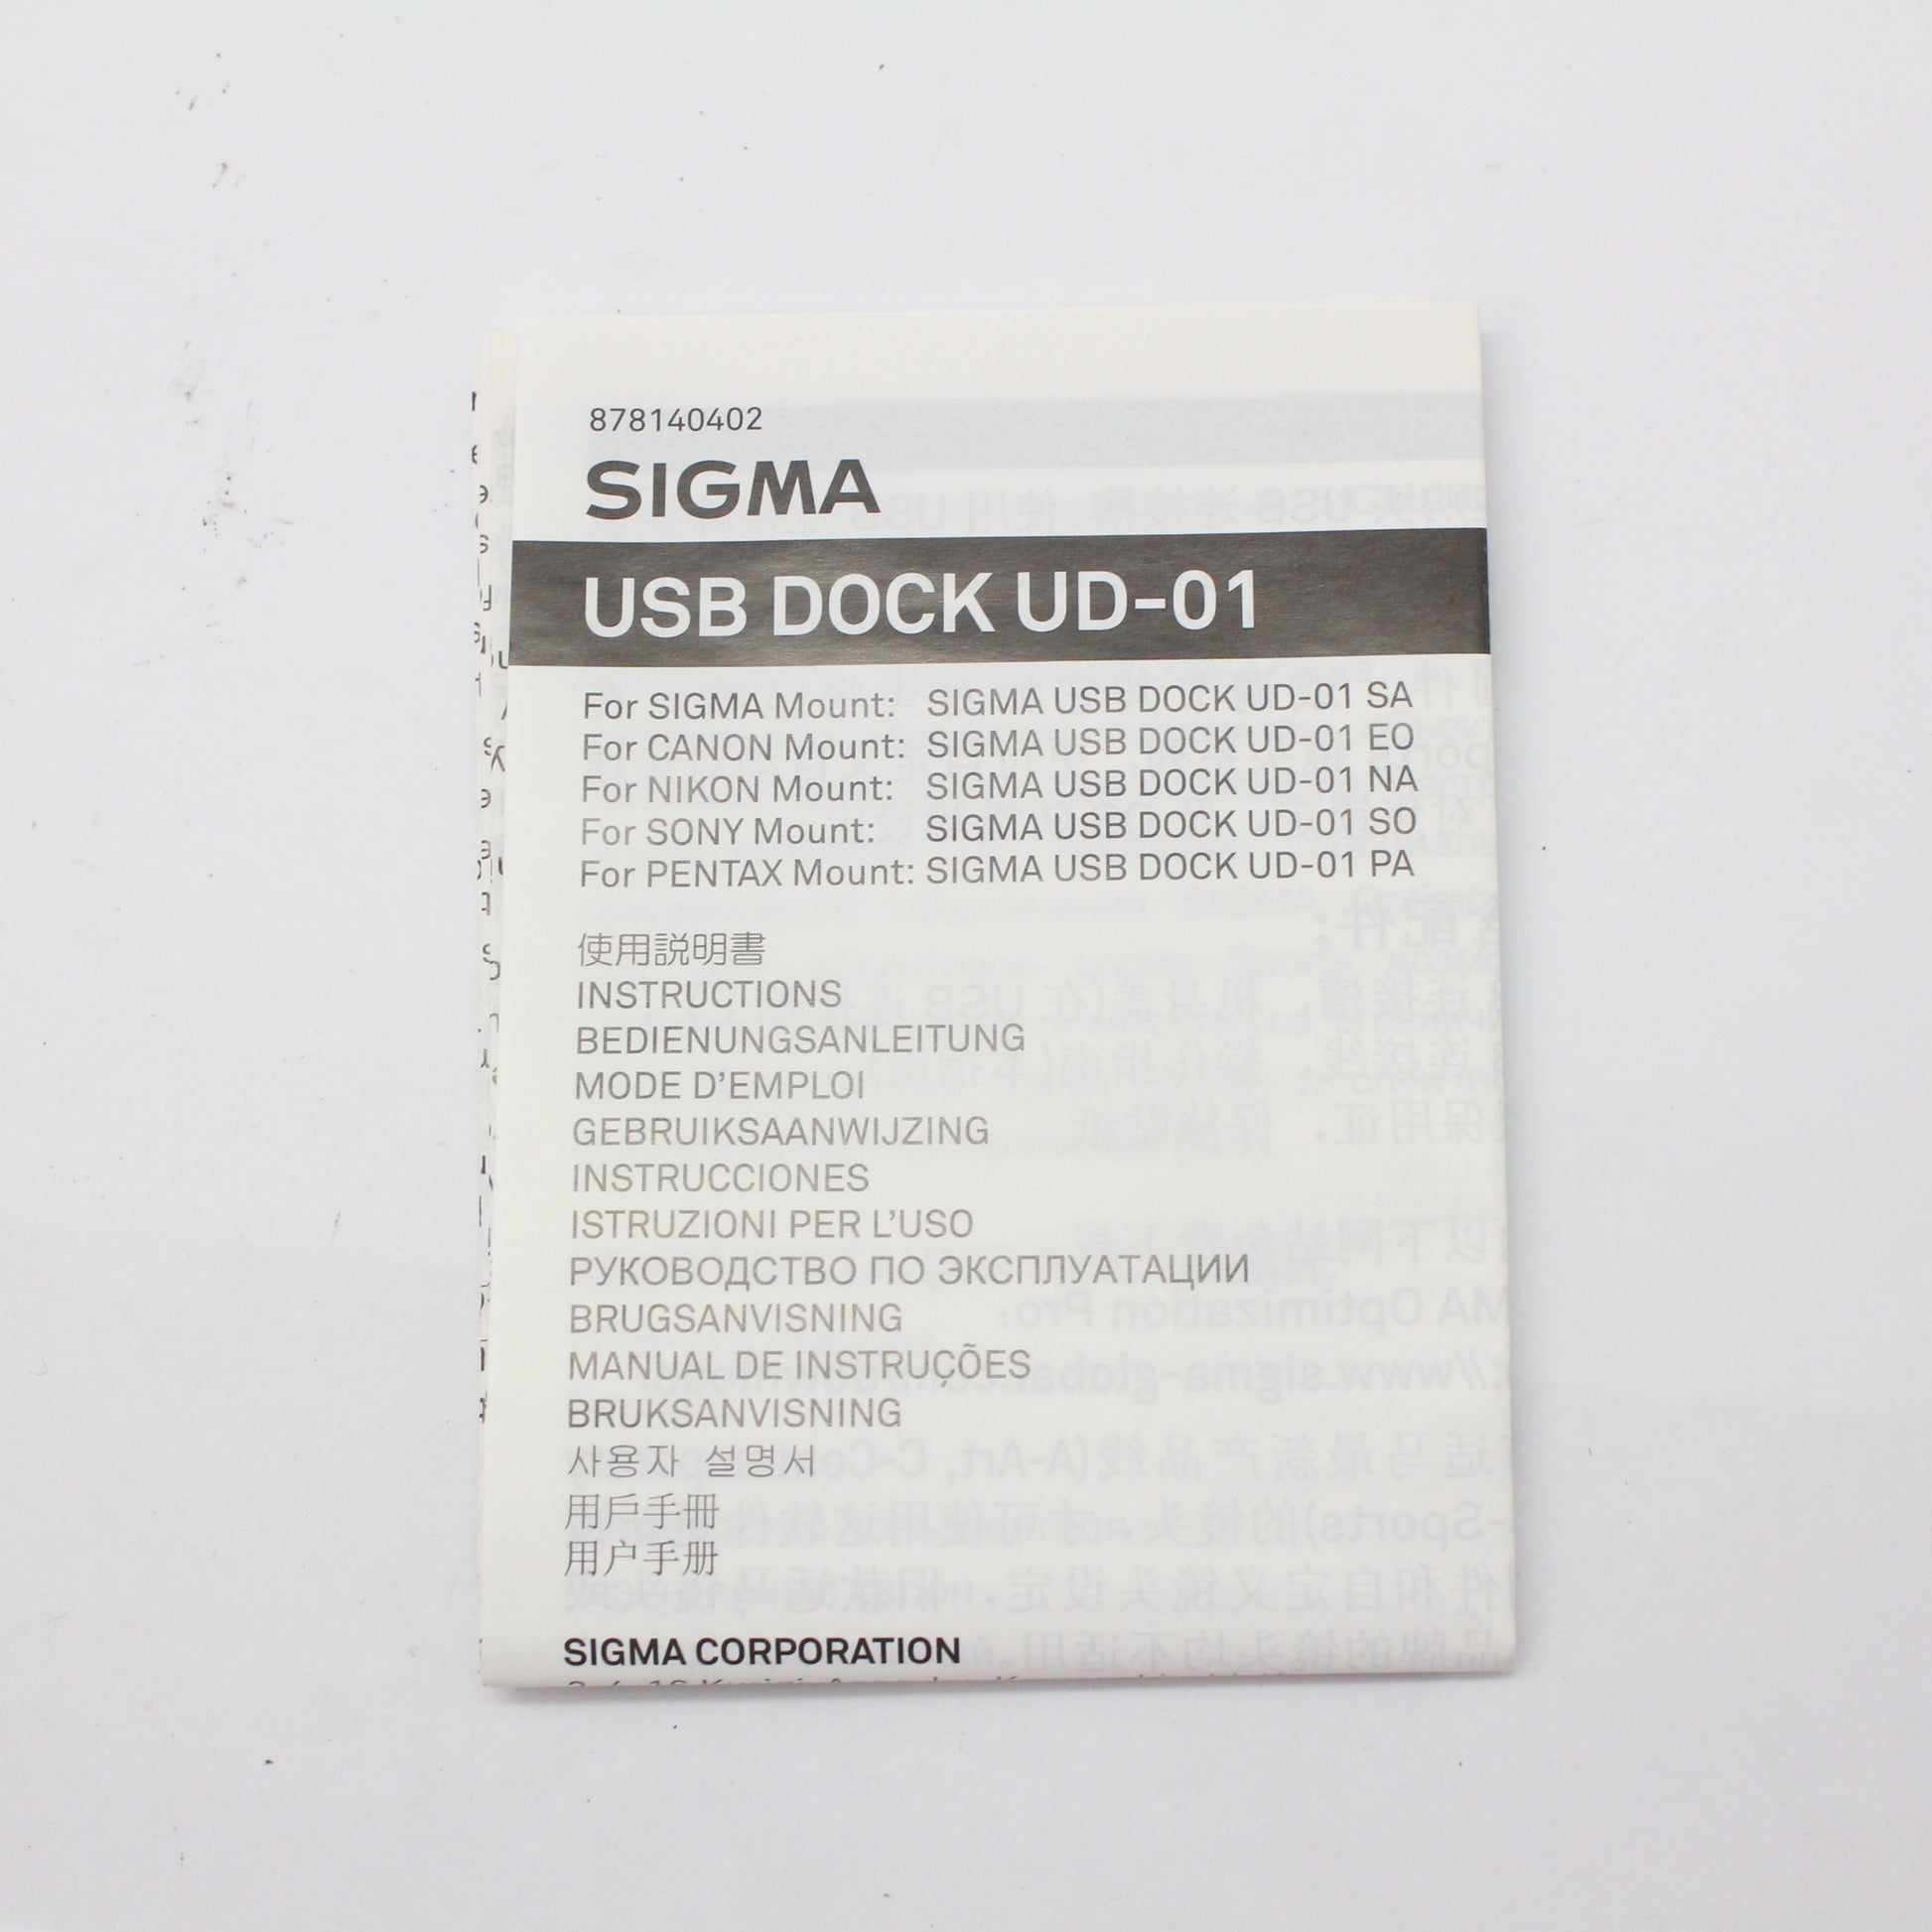 878140402
SIGMA
USB DOCK UD-01
For SIGMA Mount: SIGMA USB DOCK UD-01 SA
For CANON Mount: SIGMA USB DOCK UD-01 EO
For NIKON Mount: SIGMA USB DOCK UD-01 NA
For SONY Mount: SIGMA USB DOCK UD-01 SO
For PENTAX Mount: SIGMA USB DOCK UD-01 PA
使用説明書
INSTRUCTIONS
BEDIENUNGSANLEITUNG
MODE D'EMPLOI
GEBRUIKSAANWIJZING
INSTRUCCIONES
ISTRUZIONI PER L'USO
РУКОВОДСТВО ПО ЭКСПЛУАТАЦИИ
BRUGSANVISNING
MANUAL DE INSTRUÇÕES
BRUKSANVISNING
사용자 설명서
用戶手冊
用户手册
SIGMA CORPORATION